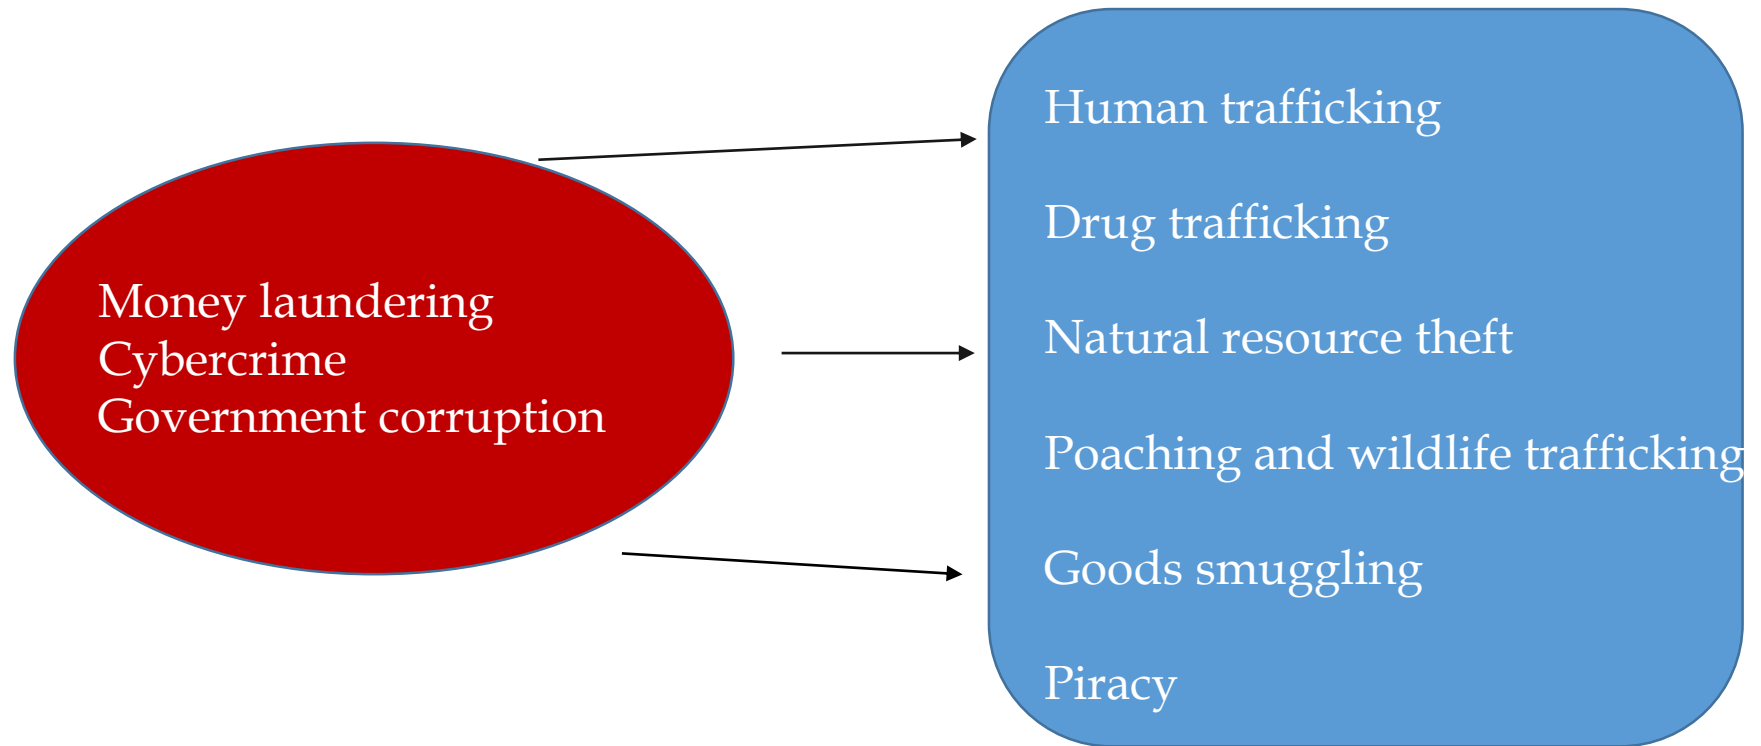 Money laundering
Cybercrime
Government corruption
Human trafficking
Drug trafficking
Natural resource theft
Poaching and wildlife trafficking
Goods smuggling
Piracy